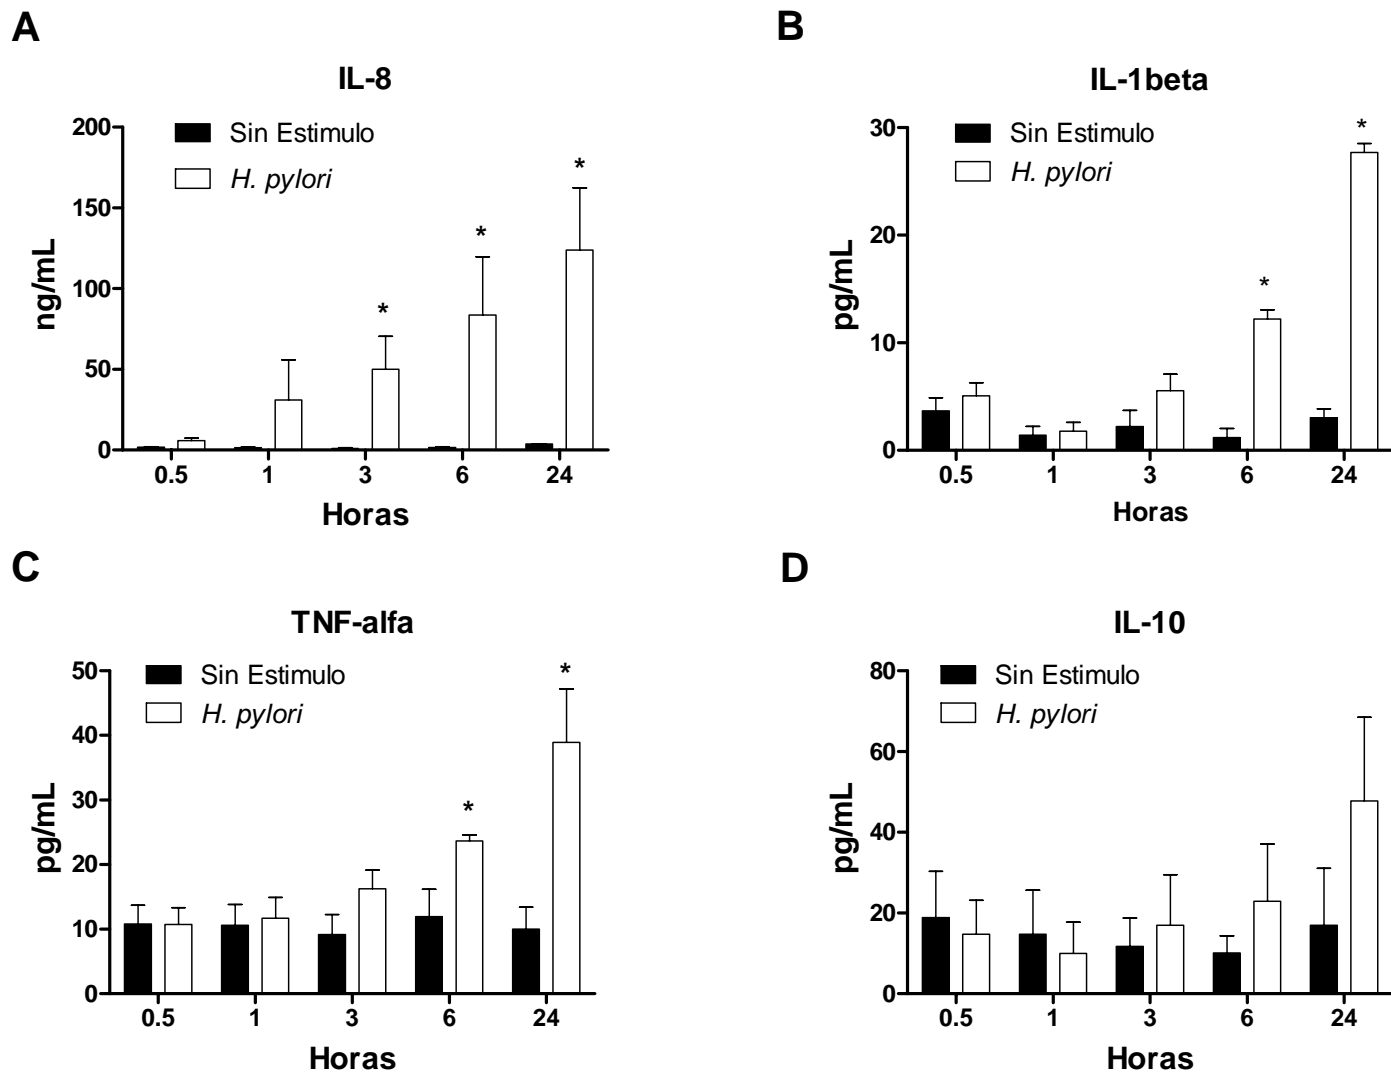 A
IL-8
Sin Estimulo
H. pylori
ng/mL
200
150
100
50
0
*
*
*
0.5 1 3 6 24
Horas
B
IL-1beta
Sin Estimulo
H. pylori
pg/mL
30
20
10
0
*
*
0.5 1 3 6 24
Horas
C
TNF-alfa
Sin Estimulo
H. pylori
pg/mL
50
40
30
20
10
0
*
*
0.5 1 3 6 24
Horas
D
IL-10
Sin Estimulo
H. pylori
pg/mL
80
60
40
20
0
0.5 1 3 6 24
Horas